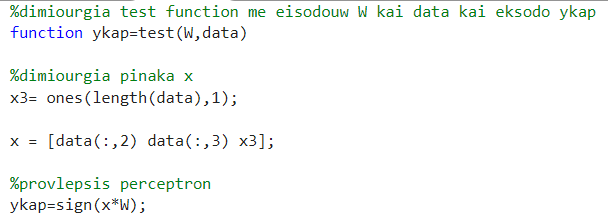 %dimiourgia test function me eisodouw W kai data kai eksodo ykap
function ykap=test(W,data)
%dimiourgia pinaka x
x3= ones(length(data),1);
x = [data(:,2) data(:,3) x3];
%provlepsis perceptron
ykap=sign(x*W);